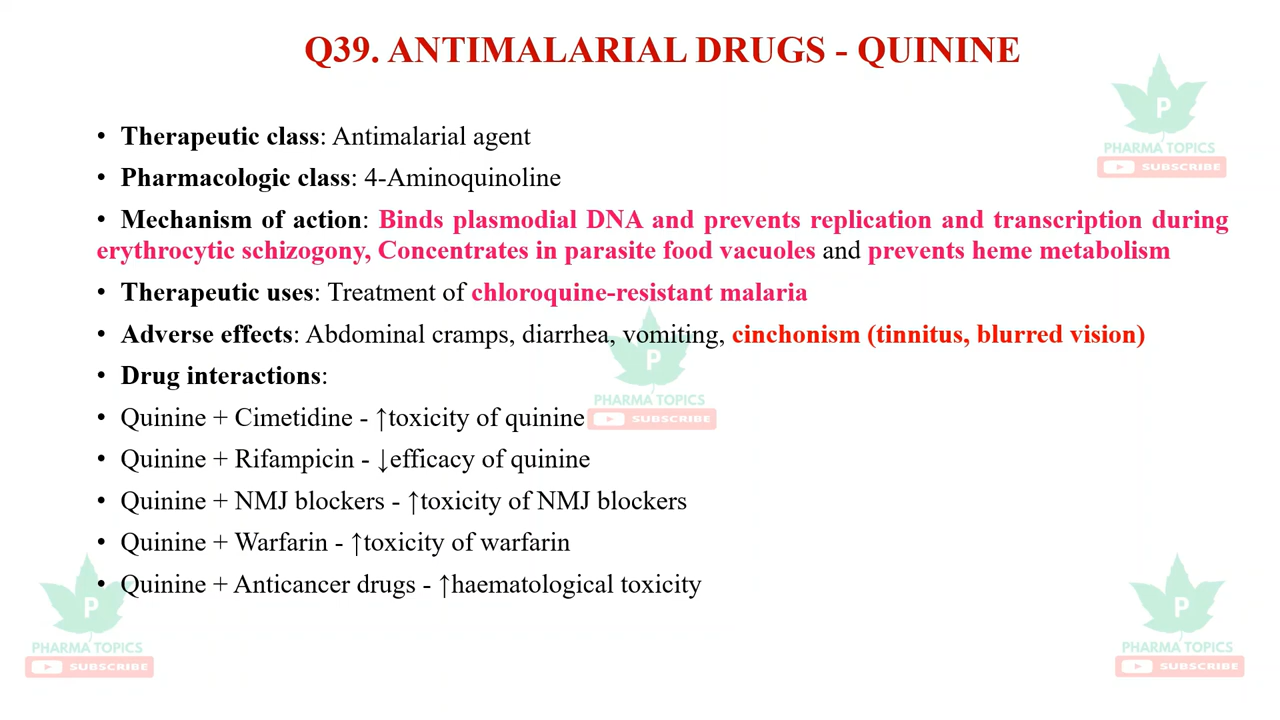 Q39. ANTIMALARIAL DRUGS - QUININE
P
PHARMA TOPICS
SUBSCRIBE
• Therapeutic class: Antimalarial agent
• Pharmacologic class: 4-Aminoquinoline
• Mechanism of action: Binds plasmodial DNA and prevents replication and transcription during
erythrocytic schizogony, Concentrates in parasite food vacuoles and prevents heme metabolism
• Therapeutic uses: Treatment of chloroquine-resistant malaria
• Adverse effects: Abdominal cramps, diarrhea, vomiting, cinchonism (tinnitus, blurred vision)
• Drug interactions:
P
PHARMA TOPICS
SUBSCRIBE
• Quinine + Cimetidine - ↑toxicity of quinine
• Quinine + Rifampicin - ↓efficacy of quinine
• Quinine + NMJ blockers - ↑toxicity of NMJ blockers
• Quinine + Warfarin - ↑toxicity of warfarin
• Quinine + Anticancer drugs - ↑haematological toxicity
P
PHARMA TOPICS
SUBSCRIBE
P
PHARMA TOPICS
SUBSCRIBE